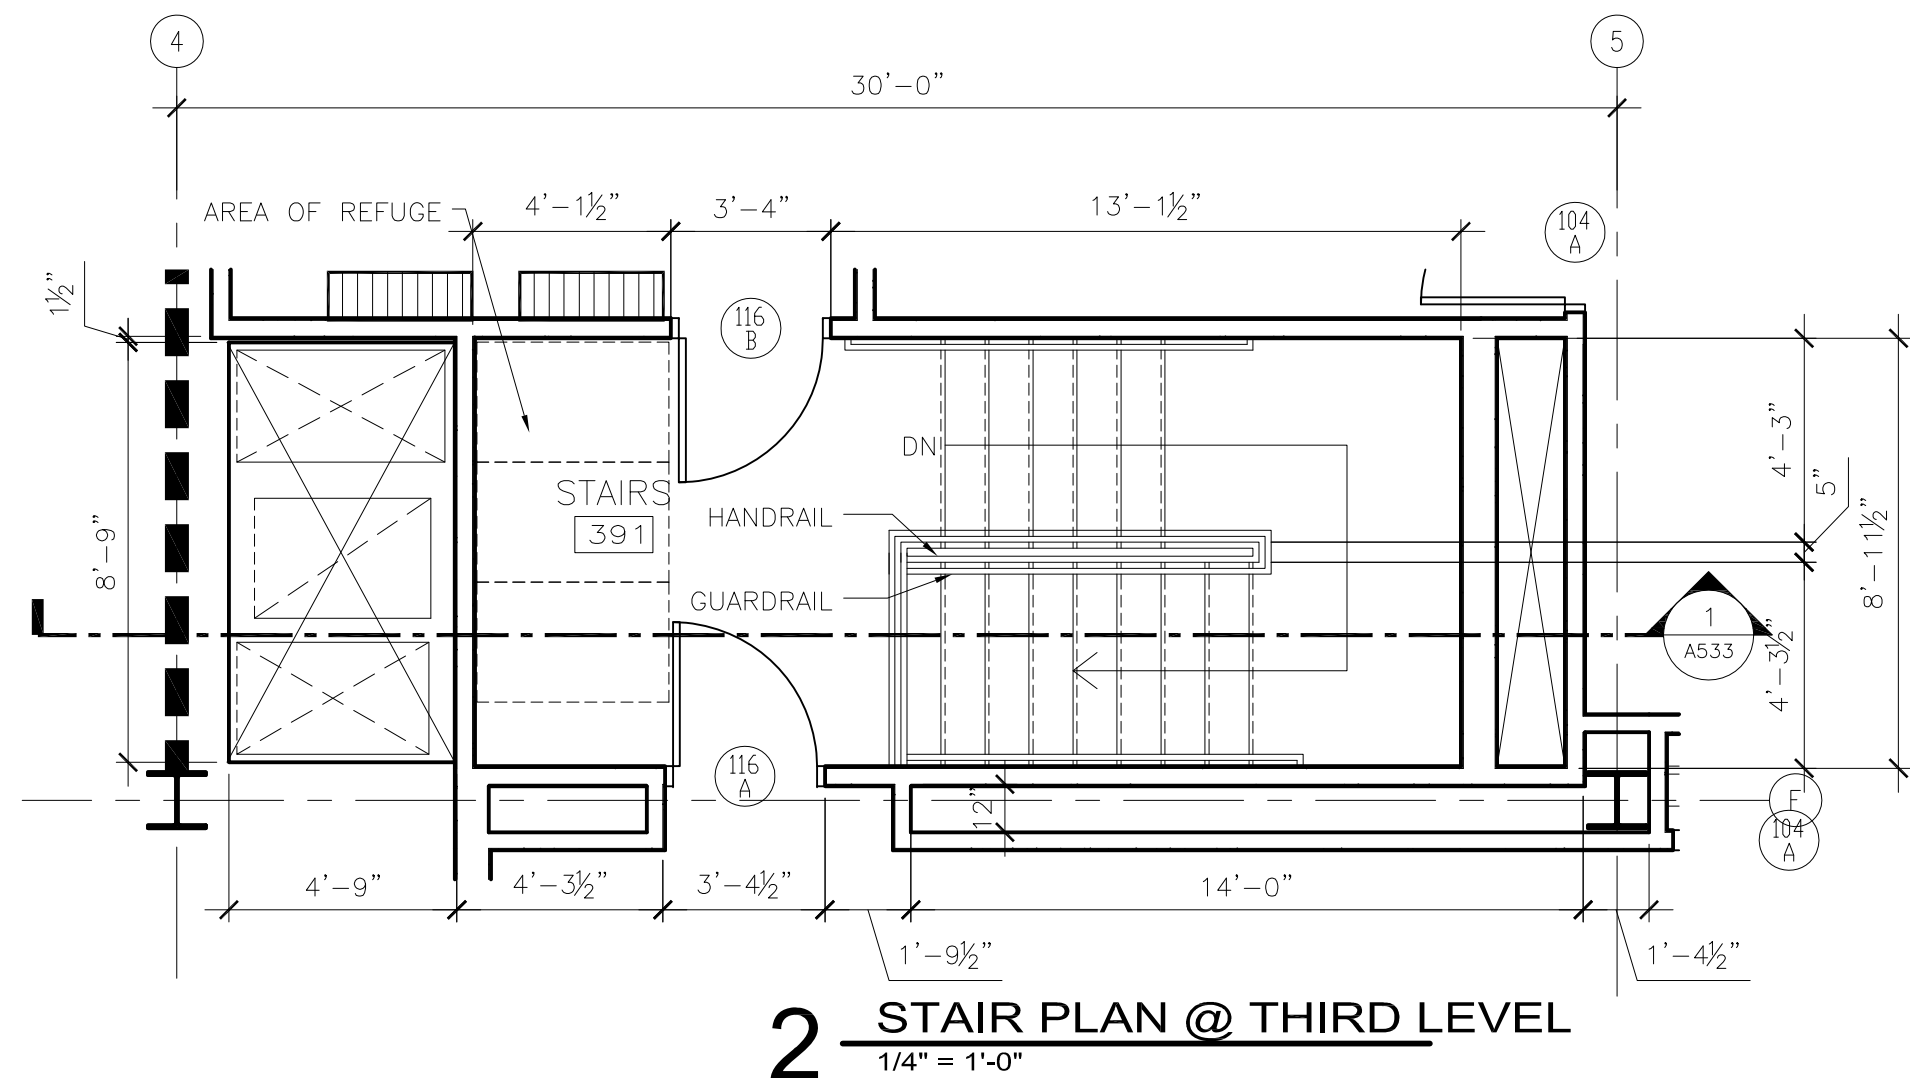 4
5
30'-0"
AREA OF REFUGE
4'-1½"
3'-4"
13'-1½"
104
A
1½"
116
B
4'-3"
DN
5"
STAIRS
391
HANDRAIL
8'-9"
8'-11½"
GUARDRAIL
1
A533
4'-3½"
116
A
12"
F
104
A
4'-9"
4'-3½"
3'-4½"
14'-0"
1'-9½"
1'-4½"
2
STAIR PLAN @ THIRD LEVEL
1/4" = 1'-0"